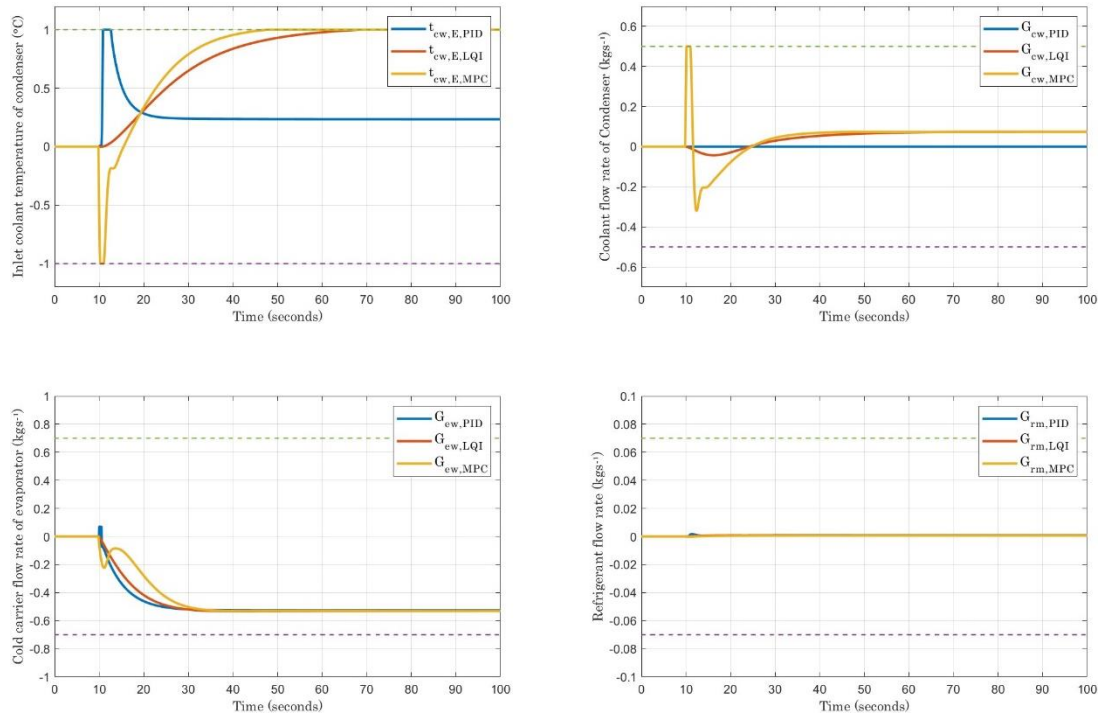 Inlet coolant temperature of condenser (ºC)
1
0.5
0
-0.5
-1
t_cw,E,PID
t_cw,E,LQI
t_cw,E,MPC
0 10 20 30 40 50 60 70 80 90 100
Time (seconds)
Coolant flow rate of Condenser (kgs⁻¹)
0.6
0.4
0.2
0
-0.2
-0.4
-0.6
G_cw,PID
G_cw,LQI
G_cw,MPC
0 10 20 30 40 50 60 70 80 90 100
Time (seconds)
Cold carrier flow rate of evaporator (kgs⁻¹)
1
0.8
0.6
0.4
0.2
0
-0.2
-0.4
-0.6
-0.8
-1
G_ew,PID
G_ew,LQI
G_ew,MPC
0 10 20 30 40 50 60 70 80 90 100
Time (seconds)
Refrigerant flow rate (kgs⁻¹)
0.1
0.08
0.06
0.04
0.02
0
-0.02
-0.04
-0.06
-0.08
-0.1
G_rm,PID
G_rm,LQI
G_rm,MPC
0 10 20 30 40 50 60 70 80 90 100
Time (seconds)